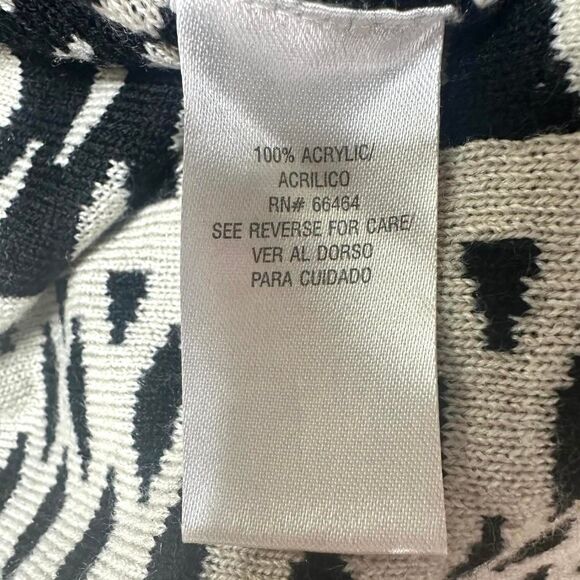 100% ACRYLIC/
ACRILICO
RN# 66464
SEE REVERSE FOR CARE/
VER AL DORSO
PARA CUIDADO